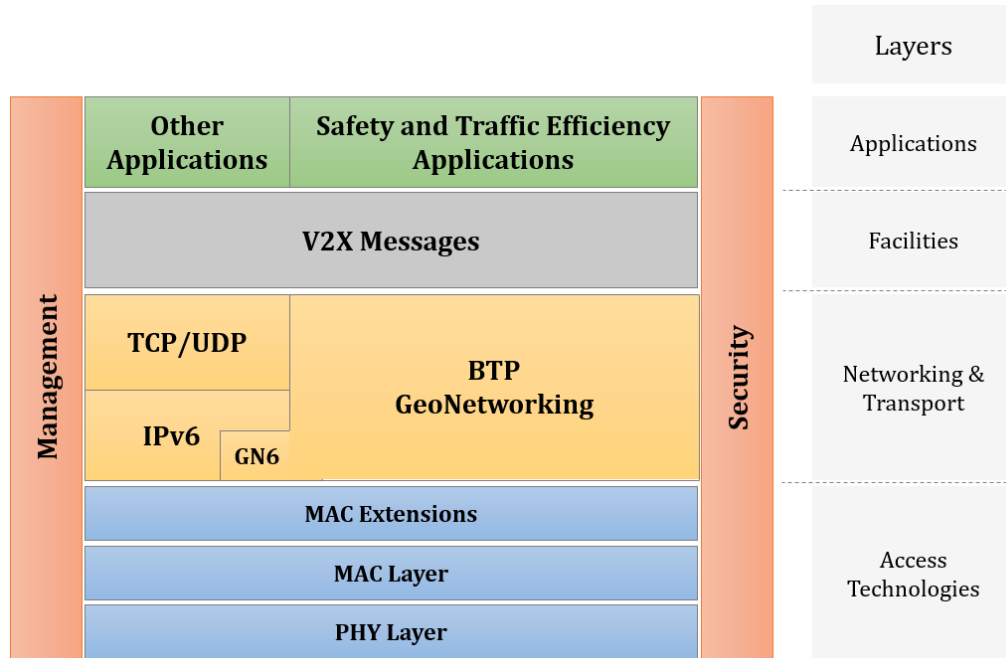 Layers
Other
Applications
Safety and Traffic Efficiency
Applications
Applications
V2X Messages
Facilities
Management
TCP/UDP
BTP
GeoNetworking
IPv6
GN6
Security
Networking &
Transport
MAC Extensions
MAC Layer
PHY Layer
Access
Technologies